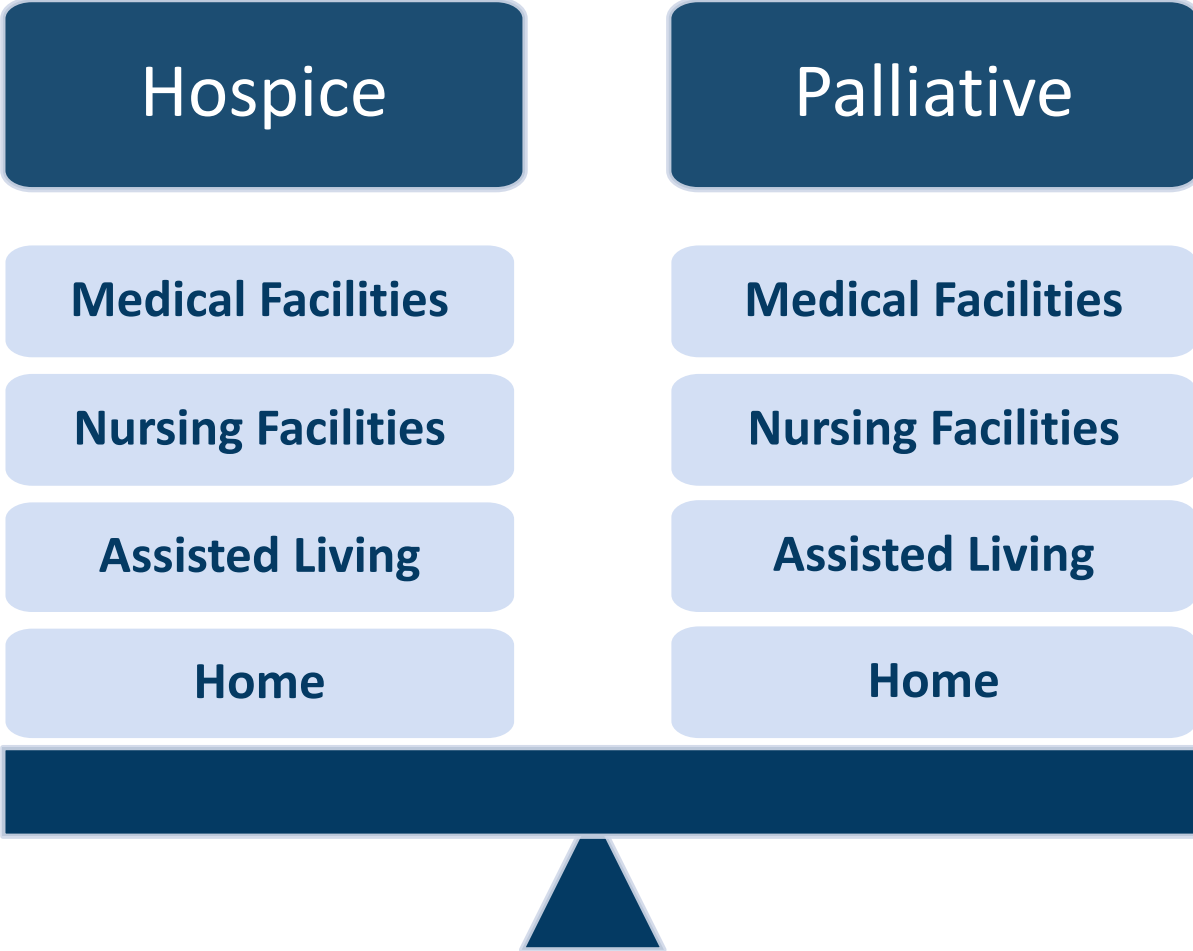 Hospice
Medical Facilities
Nursing Facilities
Assisted Living
Home
Palliative
Medical Facilities
Nursing Facilities
Assisted Living
Home